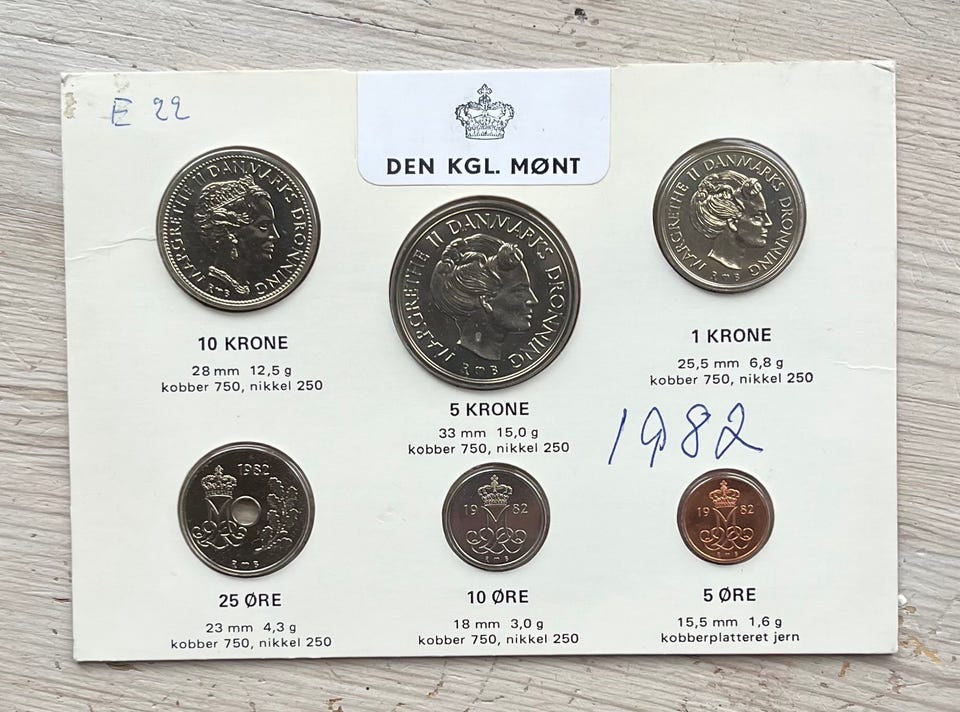 E 22
DEN KGL. MØNT
MARGRETHE II DANMARKS DRONNING
R B
10 KRONE
28 mm 12,5 g
kobber 750, nikkel 250
MARGRETHE II DANMARKS DRONNING
R B
5 KRONE
33 mm 15,0 g
kobber 750, nikkel 250
MARGRETHE II DANMARKS DRONNING
R B
1 KRONE
25,5 mm 6,8 g
kobber 750, nikkel 250
1982
1982
R B
25 ØRE
23 mm 4,3 g
kobber 750, nikkel 250
19 82
R B
10 ØRE
18 mm 3,0 g
kobber 750, nikkel 250
19 82
R B
5 ØRE
15,5 mm 1,6 g
kobberplatteret jern